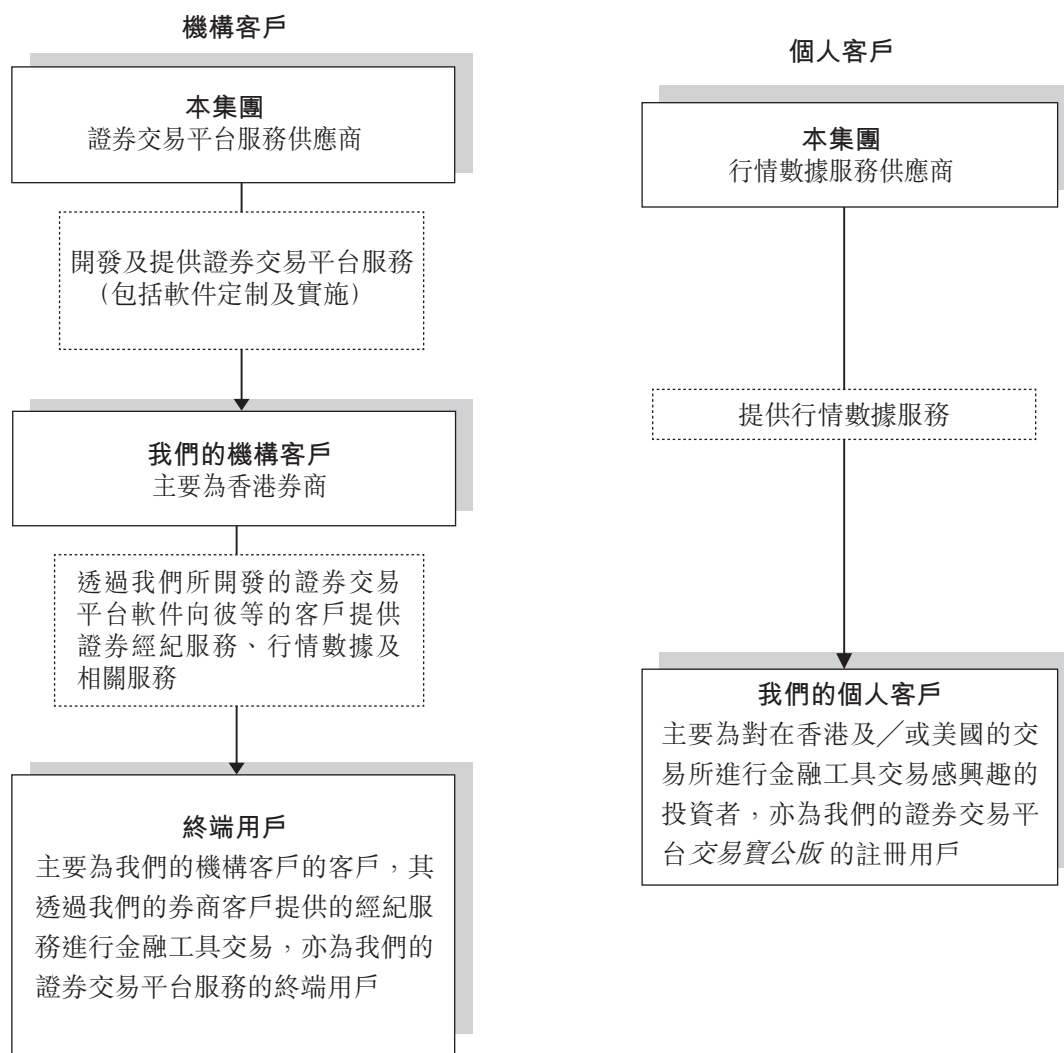 機構客戶
本集團
證券交易平台服務供應商
開發及提供證券交易平台服務
（包括軟件定制及實施）
我們的機構客戶
主要為香港券商
透過我們所開發的證券交易
平台軟件向彼等的客戶提供
證券經紀服務、行情數據及
相關服務
終端用戶
主要為我們的機構客戶的客戶，其
透過我們的券商客戶提供的經紀服
務進行金融工具交易，亦為我們的
證券交易平台服務的終端用戶
個人客戶
本集團
行情數據服務供應商
提供行情數據服務
我們的個人客戶
主要為對在香港及／或美國的交
易所進行金融工具交易感興趣的
投資者，亦為我們的證券交易平
台交易寶公版的註冊用戶